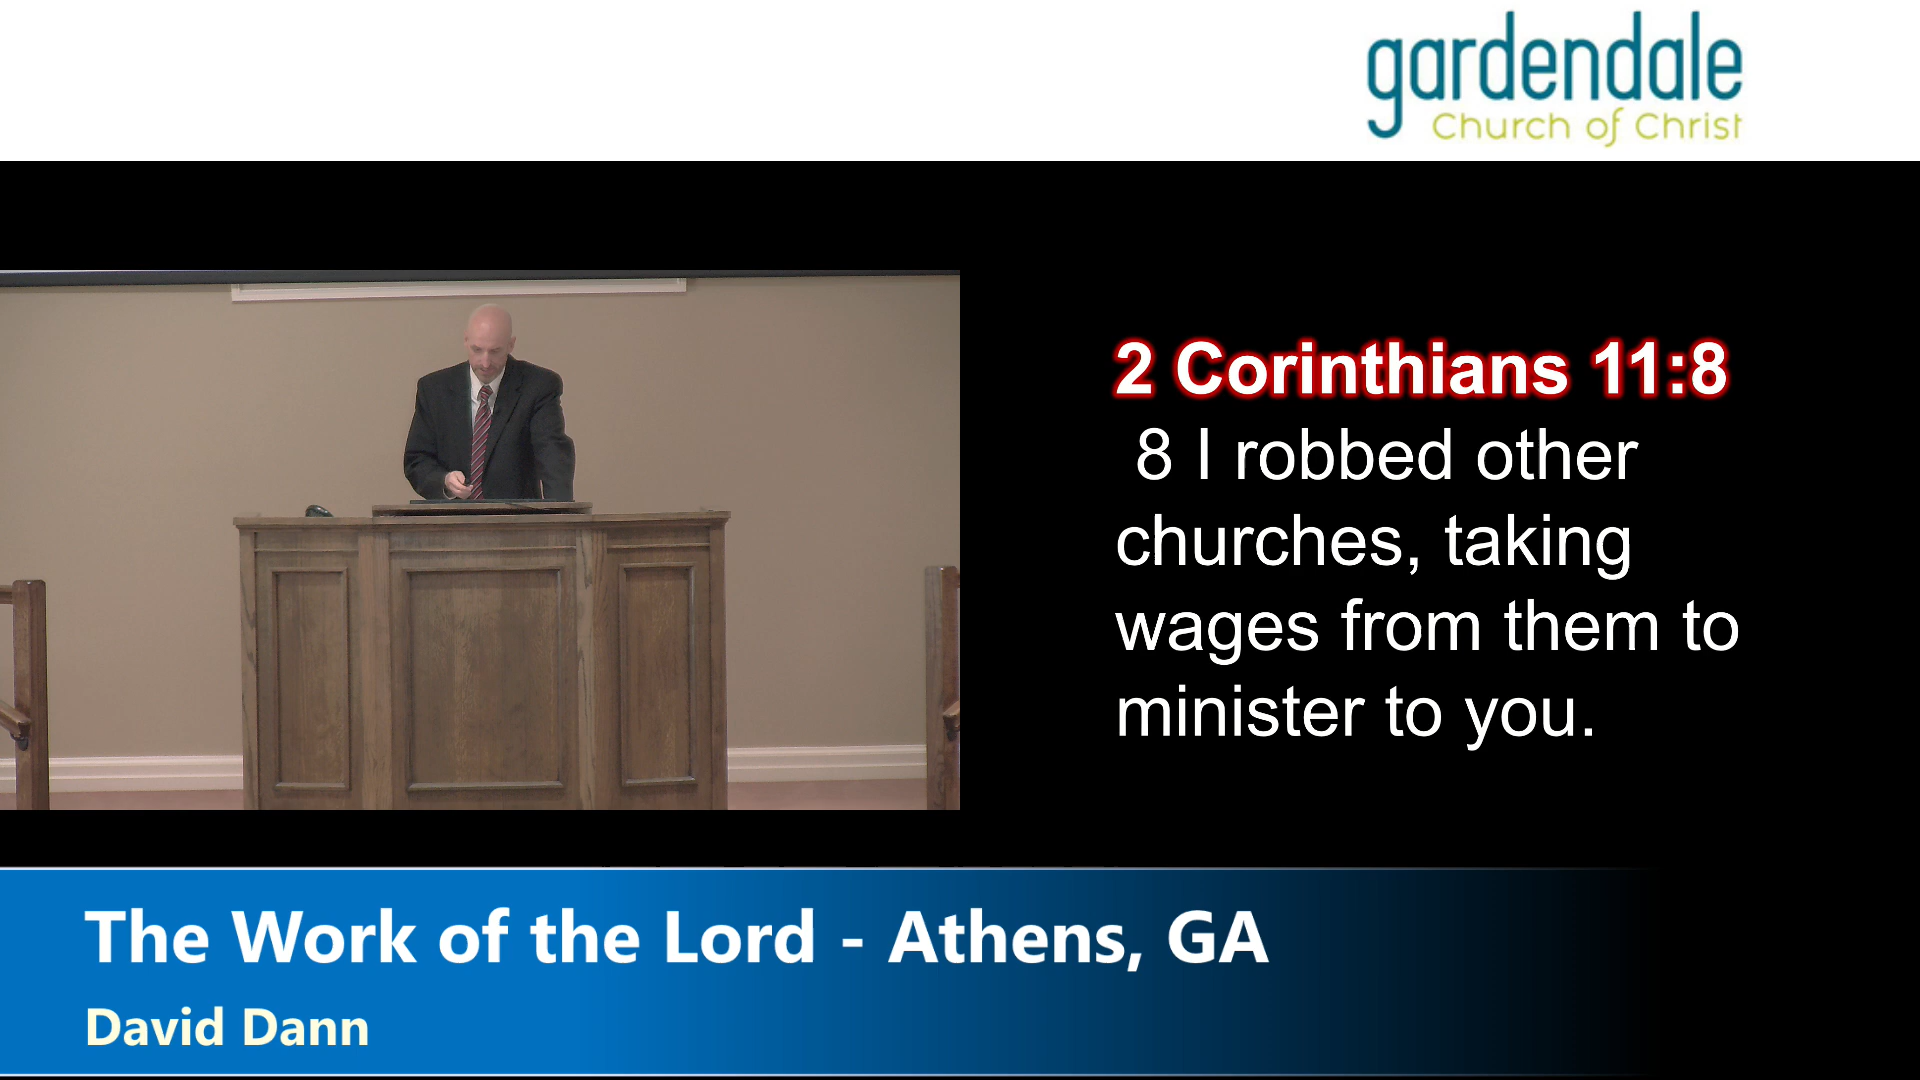 gardendale
Church of Christ
2 Corinthians 11:8
8 I robbed other
churches, taking
wages from them to
minister to you.
The Work of the Lord - Athens, GA
David Dann